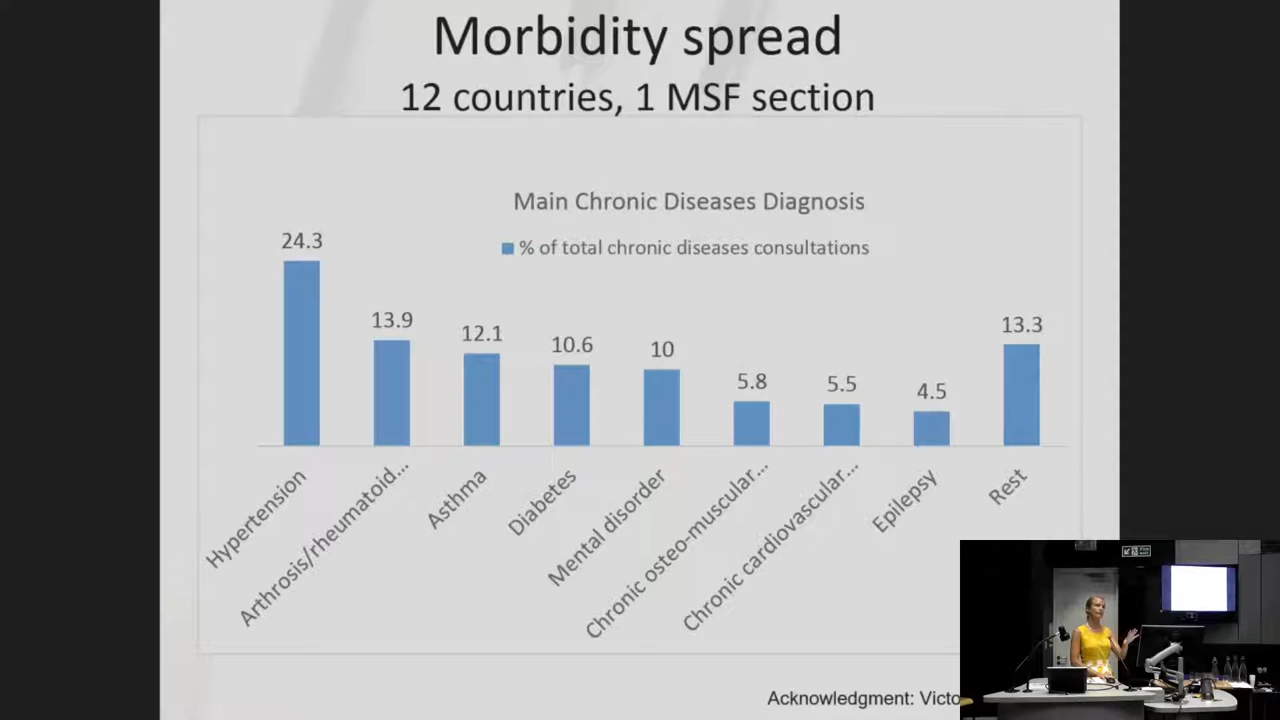 Morbidity spread
12 countries, 1 MSF section
Main Chronic Diseases Diagnosis
% of total chronic diseases consultations
24.3
13.9
12.1
10.6
10
5.8
5.5
4.5
13.3
Hypertension
Arthrosis/rheumatoid...
Asthma
Diabetes
Mental disorder
Chronic osteo-muscular...
Chronic cardiovascular...
Epilepsy
Rest
Acknowledgment: